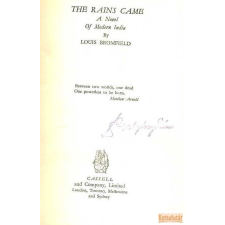 THE RAINS CAME
A Novel
Of Modern India
By
LOUIS BROMFIELD
Between two worlds, one dead
One powerless to be born.
Matthew Arnold
CASSELL
and Company, Limited
London, Toronto, Melbourne
and Sydney